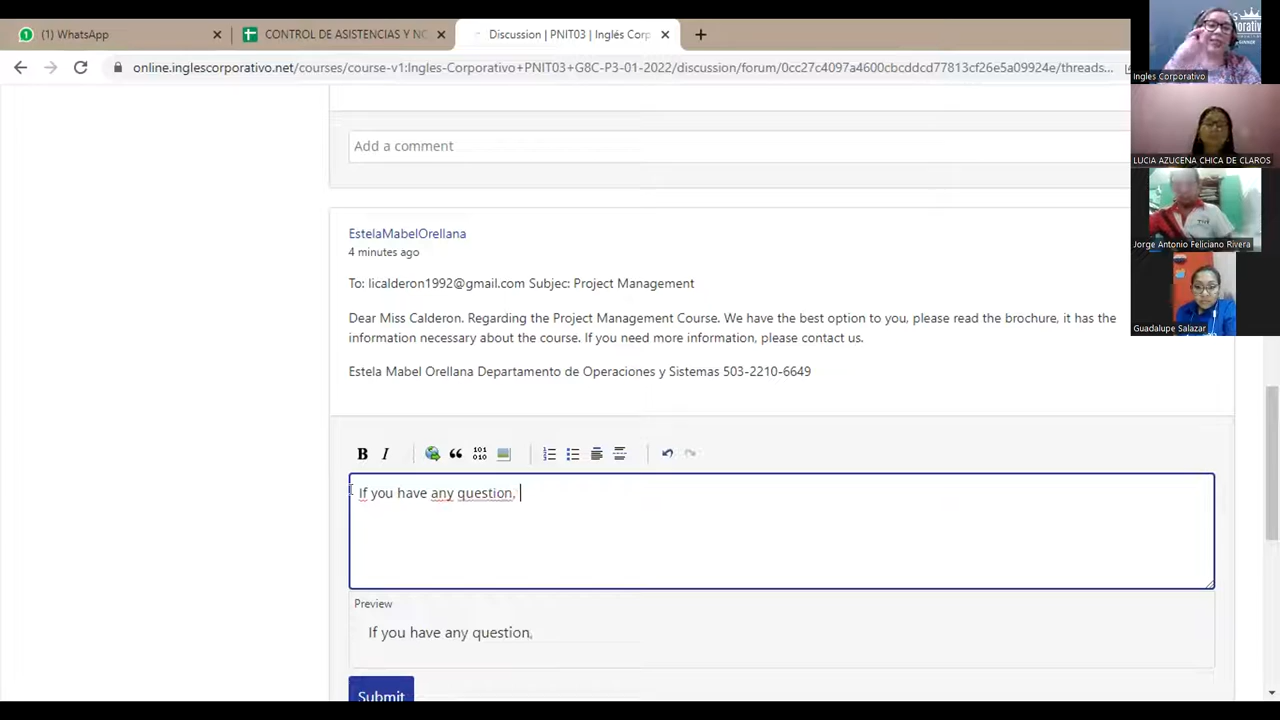 (1) WhatsApp
CONTROL DE ASISTENCIAS Y NO
Discussion | PNIT03 | Inglés Corp
online.inglescorporativo.net/courses/course-v1:Ingles-Corporativo+PNIT03+G8C-P3-01-2022/discussion/forum/0cc27c4097a4600cbcddcd77813cf26e5a09924e/threads...
Ingles Corporativo
LUCIA AZUCENA CHICA DE CLAROS
Jorge Antonio Feliciano Rivera
Guadalupe Salazar
Add a comment
EstelaMabelOrellana
4 minutes ago
To: licalderon1992@gmail.com Subjec: Project Management
Dear Miss Calderon. Regarding the Project Management Course. We have the best option to you, please read the brochure, it has the
information necessary about the course. If you need more information, please contact us.
Estela Mabel Orellana Departamento de Operaciones y Sistemas 503-2210-6649
B I
If you have any question,
Preview
If you have any question,
Submit